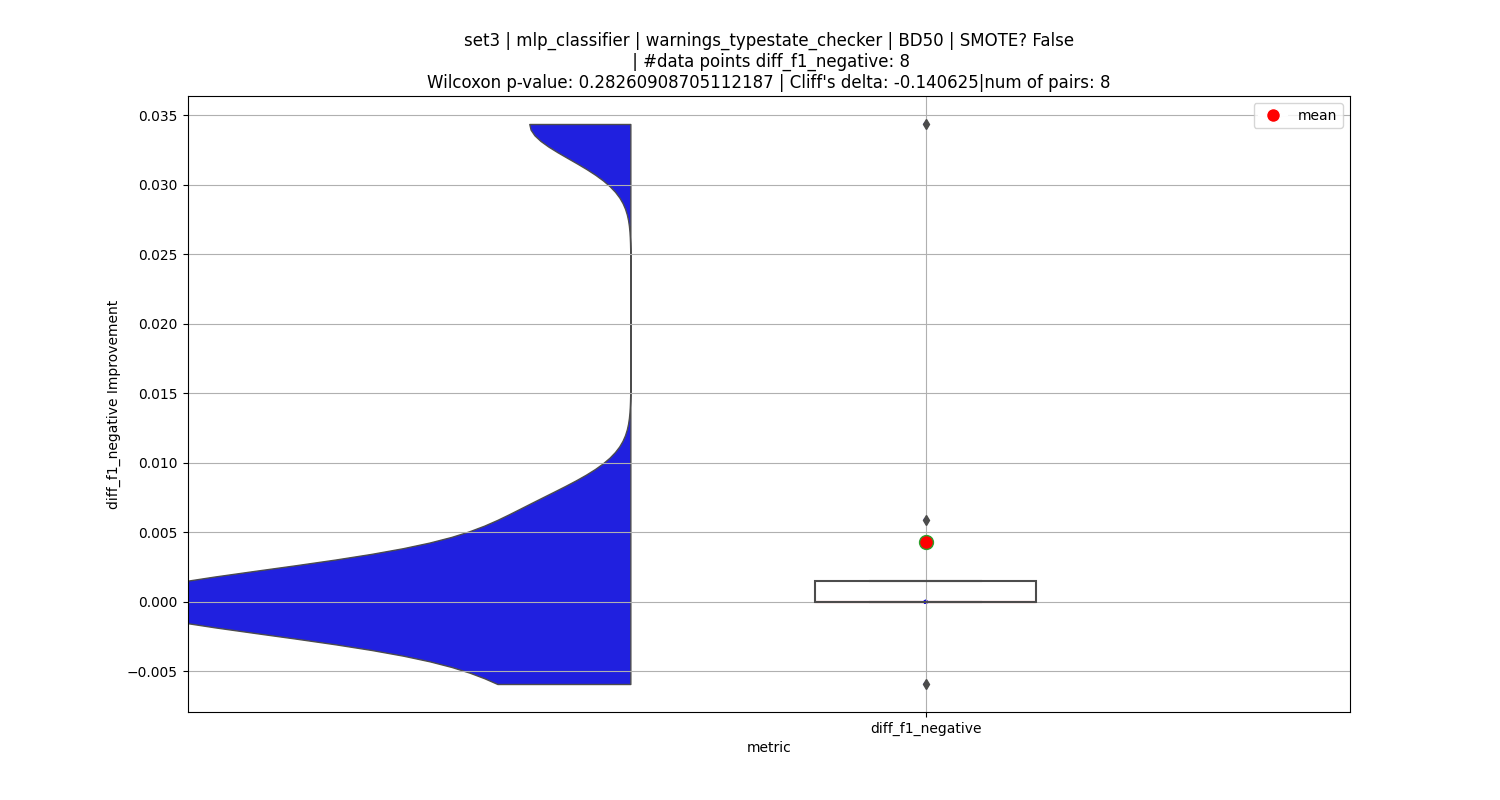 set3 | mlp_classifier | warnings_typestate_checker | BD50 | SMOTE? False
| #data points diff_f1_negative: 8
Wilcoxon p-value: 0.28260908705112187 | Cliff's delta: -0.140625|num of pairs: 8
mean
0.035
0.030
0.025
0.020
0.015
0.010
0.005
0.000
−0.005
diff_f1_negative Improvement
diff_f1_negative
metric